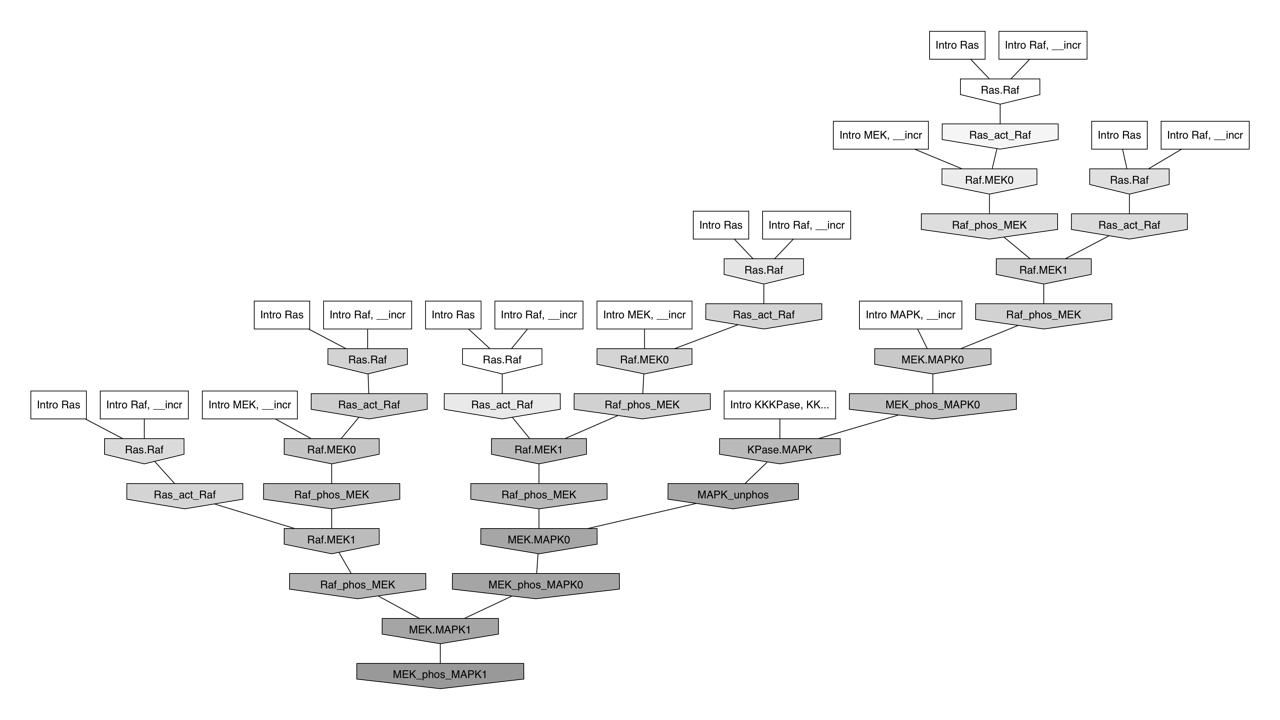 Intro Ras
Intro Raf, __incr
Ras.Raf
Intro MEK, __incr
Ras_act_Raf
Intro Ras
Intro Raf, __incr
Raf.MEK0
Ras.Raf
Intro Ras
Intro Raf, __incr
Raf_phos_MEK
Ras_act_Raf
Ras.Raf
Raf.MEK1
Intro Ras
Intro Raf, __incr
Intro Ras
Intro Raf, __incr
Intro MEK, __incr
Ras_act_Raf
Intro MAPK, __incr
Raf_phos_MEK
Ras.Raf
Ras.Raf
Raf.MEK0
MEK.MAPK0
Intro Ras
Intro Raf, __incr
Intro MEK, __incr
Ras_act_Raf
Ras_act_Raf
Raf_phos_MEK
Intro KKKPase, KK...
MEK_phos_MAPK0
Ras.Raf
Raf.MEK0
Raf.MEK1
KPase.MAPK
Ras_act_Raf
Raf_phos_MEK
Raf_phos_MEK
MAPK_unphos
Raf.MEK1
MEK.MAPK0
Raf_phos_MEK
MEK_phos_MAPK0
MEK.MAPK1
MEK_phos_MAPK1